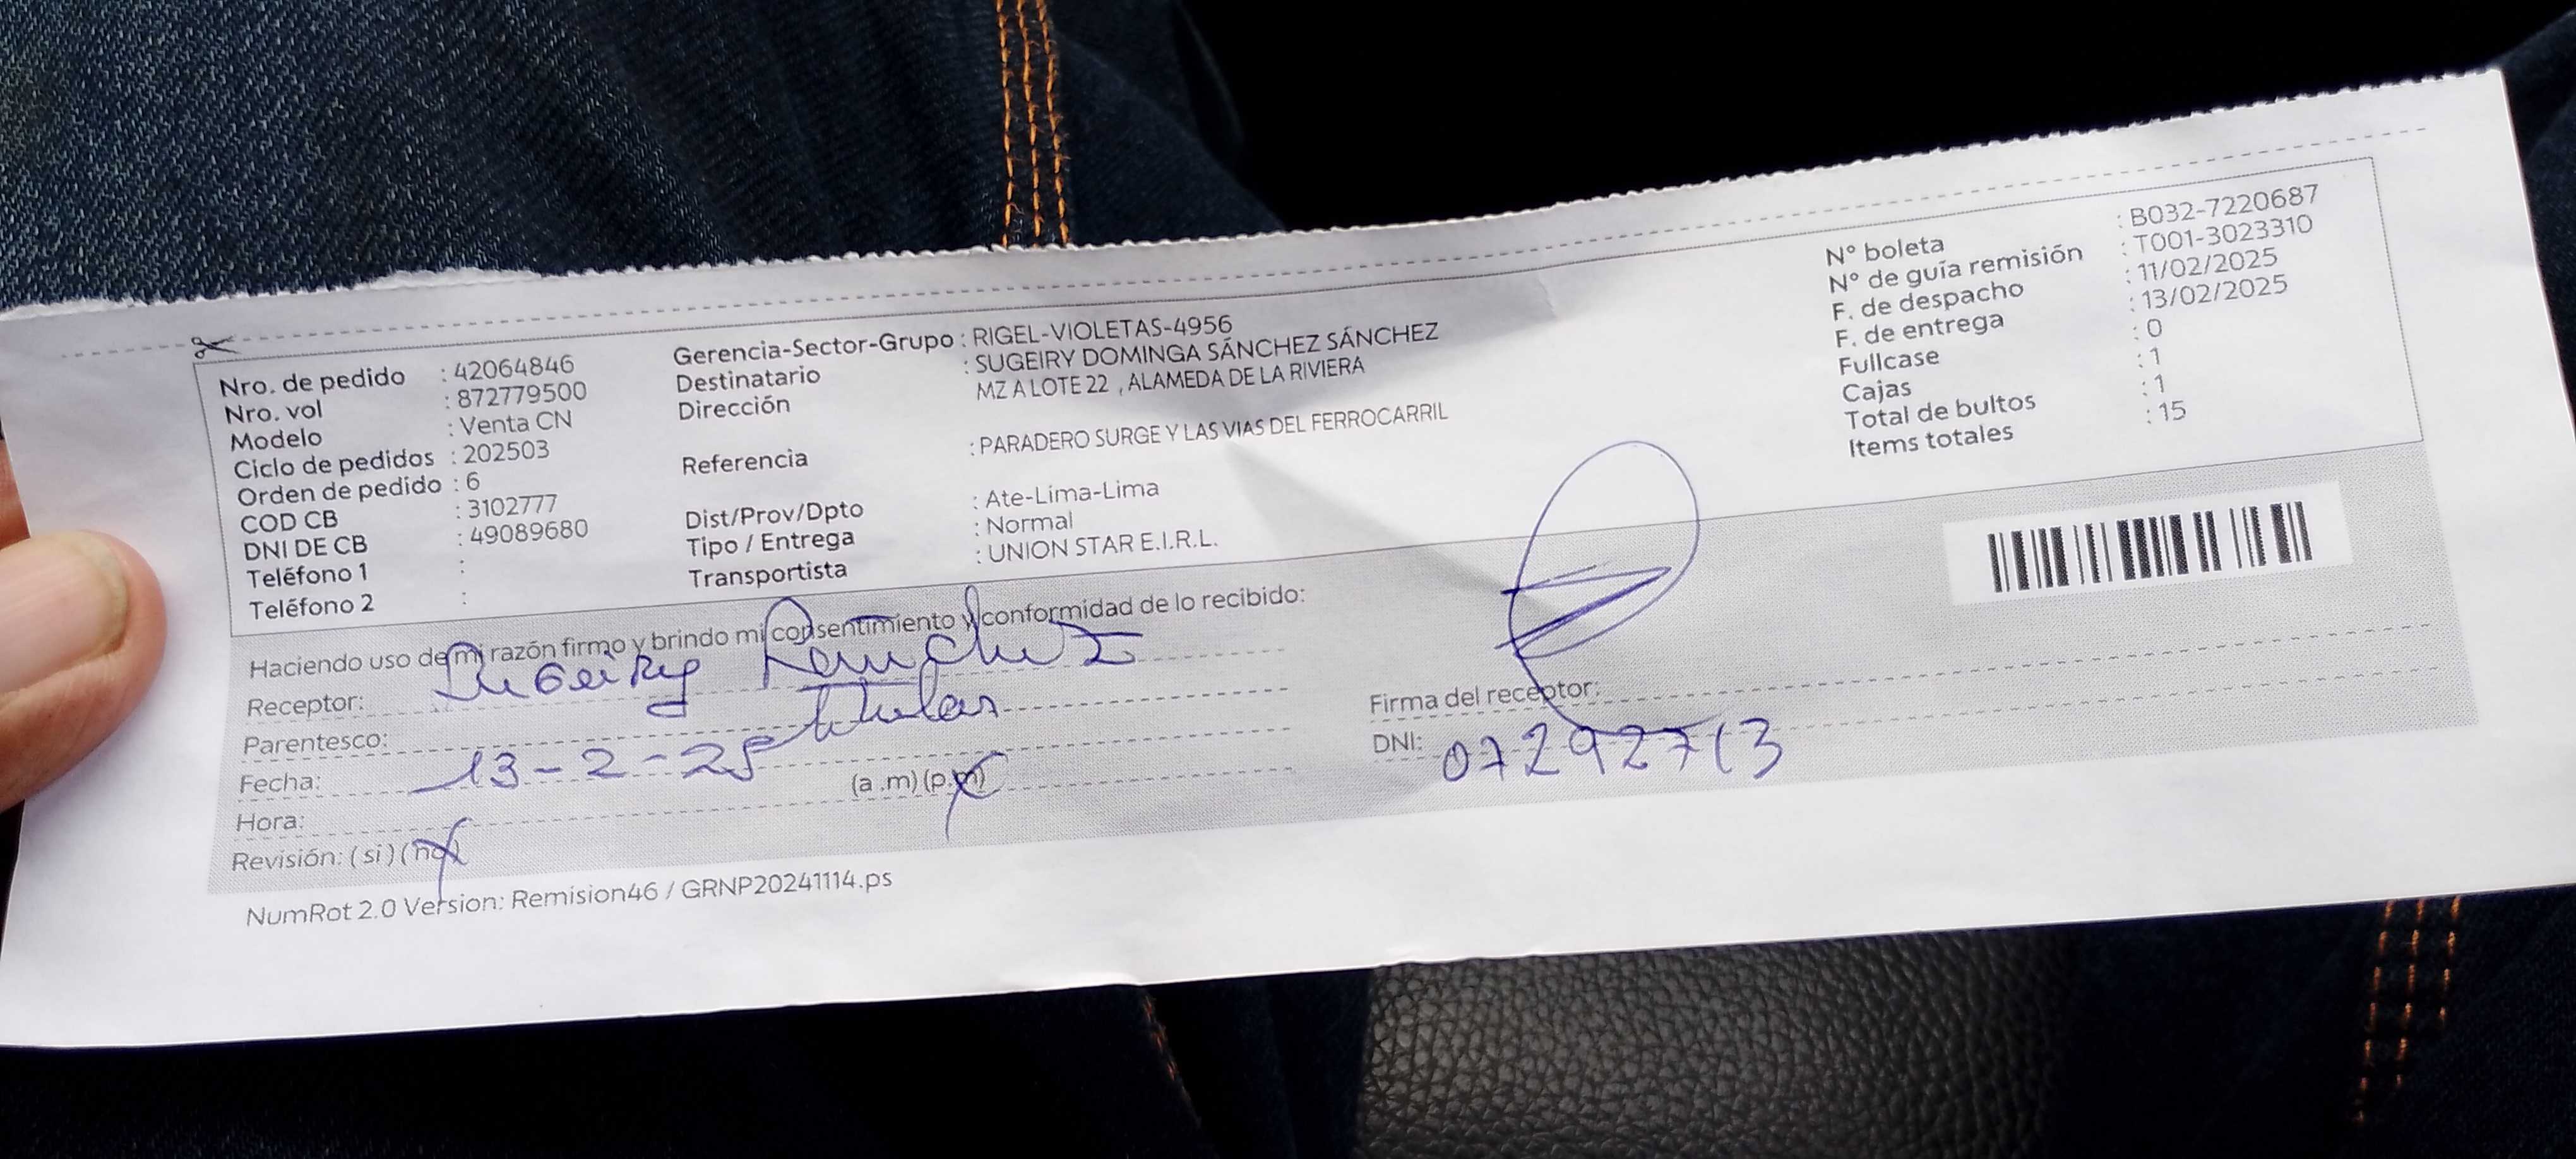 Nro. de pedido : 42064846
Nro. vol : 872779500
Modelo : Venta CN
Ciclo de pedidos : 202503
Orden de pedido : 6
COD CB : 3102777
DNI DE CB : 49089680
Teléfono 1 :
Teléfono 2 :
Gerencia-Sector-Grupo : RIGEL-VIOLETAS-4956
Destinatario : SUGEIRY DOMINGA SÁNCHEZ SÁNCHEZ
Dirección MZ A LOTE 22 , ALAMEDA DE LA RIVIERA
Referencia : PARADERO SURGE Y LAS VIAS DEL FERROCARRIL
Dist/Prov/Dpto : Ate-Lima-Lima
Tipo / Entrega : Normal
Transportista : UNION STAR E.I.R.L.
N° boleta : B032-7220687
N° de guía remisión : T001-3023310
F. de despacho : 11/02/2025
F. de entrega : 13/02/2025
Fullcase : 0
Cajas : 1
Total de bultos : 1
Items totales : 15
Haciendo uso de mi razón firmo y brindo mi consentimiento y conformidad de lo recibido:
Receptor: Sugeiry Sanchez
Parentesco: titular
Fecha: 13-2-25
Hora: (a .m) (p.m)
Revisión: ( si ) ( no )
Firma del receptor:
DNI: 07292713
NumRot 2.0 Version: Remision46 / GRNP20241114.ps